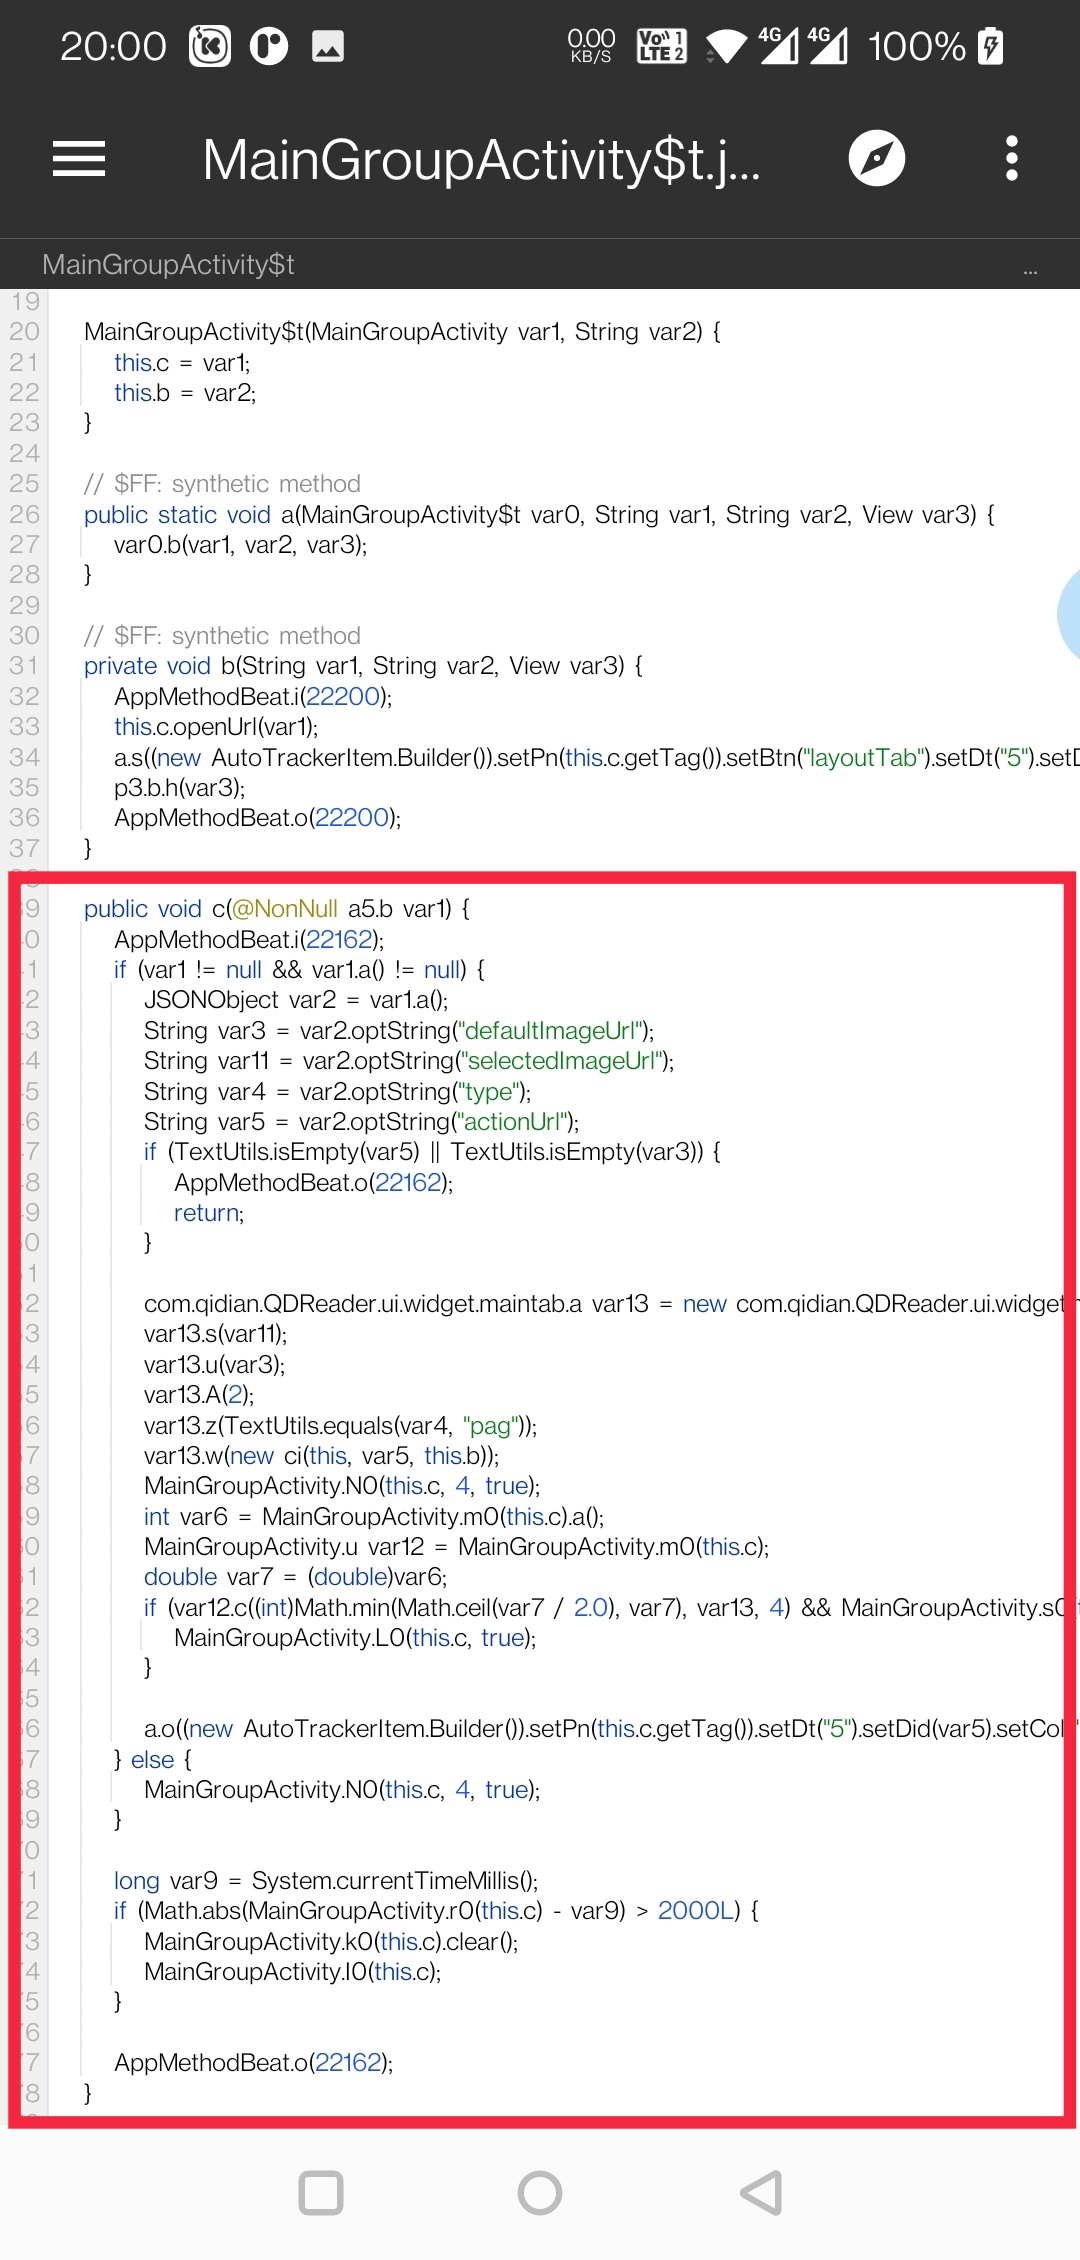 20:00
0.00 KB/S
Vo)) 1 LTE 2
4G 4G 100%
MainGroupActivity$t.j...
MainGroupActivity$t ...
19
20 MainGroupActivity$t(MainGroupActivity var1, String var2) {
21 this.c = var1;
22 this.b = var2;
23 }
24
25 // $FF: synthetic method
26 public static void a(MainGroupActivity$t var0, String var1, String var2, View var3) {
27 var0.b(var1, var2, var3);
28 }
29
30 // $FF: synthetic method
31 private void b(String var1, String var2, View var3) {
32 AppMethodBeat.i(22200);
33 this.c.openUrl(var1);
34 a.s((new AutoTrackerItem.Builder()).setPn(this.c.getTag()).setBtn("layoutTab").setDt("5").setD
35 p3.b.h(var3);
36 AppMethodBeat.o(22200);
37 }
9 public void c(@NonNull a5.b var1) {
0 AppMethodBeat.i(22162);
1 if (var1 != null && var1.a() != null) {
2 JSONObject var2 = var1.a();
3 String var3 = var2.optString("defaultImageUrl");
4 String var11 = var2.optString("selectedImageUrl");
5 String var4 = var2.optString("type");
6 String var5 = var2.optString("actionUrl");
7 if (TextUtils.isEmpty(var5) || TextUtils.isEmpty(var3)) {
8 AppMethodBeat.o(22162);
9 return;
0 }
1
2 com.qidian.QDReader.ui.widget.maintab.a var13 = new com.qidian.QDReader.ui.widget
3 var13.s(var11);
4 var13.u(var3);
5 var13.A(2);
6 var13.z(TextUtils.equals(var4, "pag"));
7 var13.w(new ci(this, var5, this.b));
8 MainGroupActivity.N0(this.c, 4, true);
9 int var6 = MainGroupActivity.m0(this.c).a();
0 MainGroupActivity.u var12 = MainGroupActivity.m0(this.c);
1 double var7 = (double)var6;
2 if (var12.c((int)Math.min(Math.ceil(var7 / 2.0), var7), var13, 4) && MainGroupActivity.s0
3 MainGroupActivity.L0(this.c, true);
4 }
5
6 a.o((new AutoTrackerItem.Builder()).setPn(this.c.getTag()).setDt("5").setDid(var5).setCol
7 } else {
8 MainGroupActivity.N0(this.c, 4, true);
9 }
0
1 long var9 = System.currentTimeMillis();
2 if (Math.abs(MainGroupActivity.r0(this.c) - var9) > 2000L) {
3 MainGroupActivity.k0(this.c).clear();
4 MainGroupActivity.I0(this.c);
5 }
6
7 AppMethodBeat.o(22162);
8 }